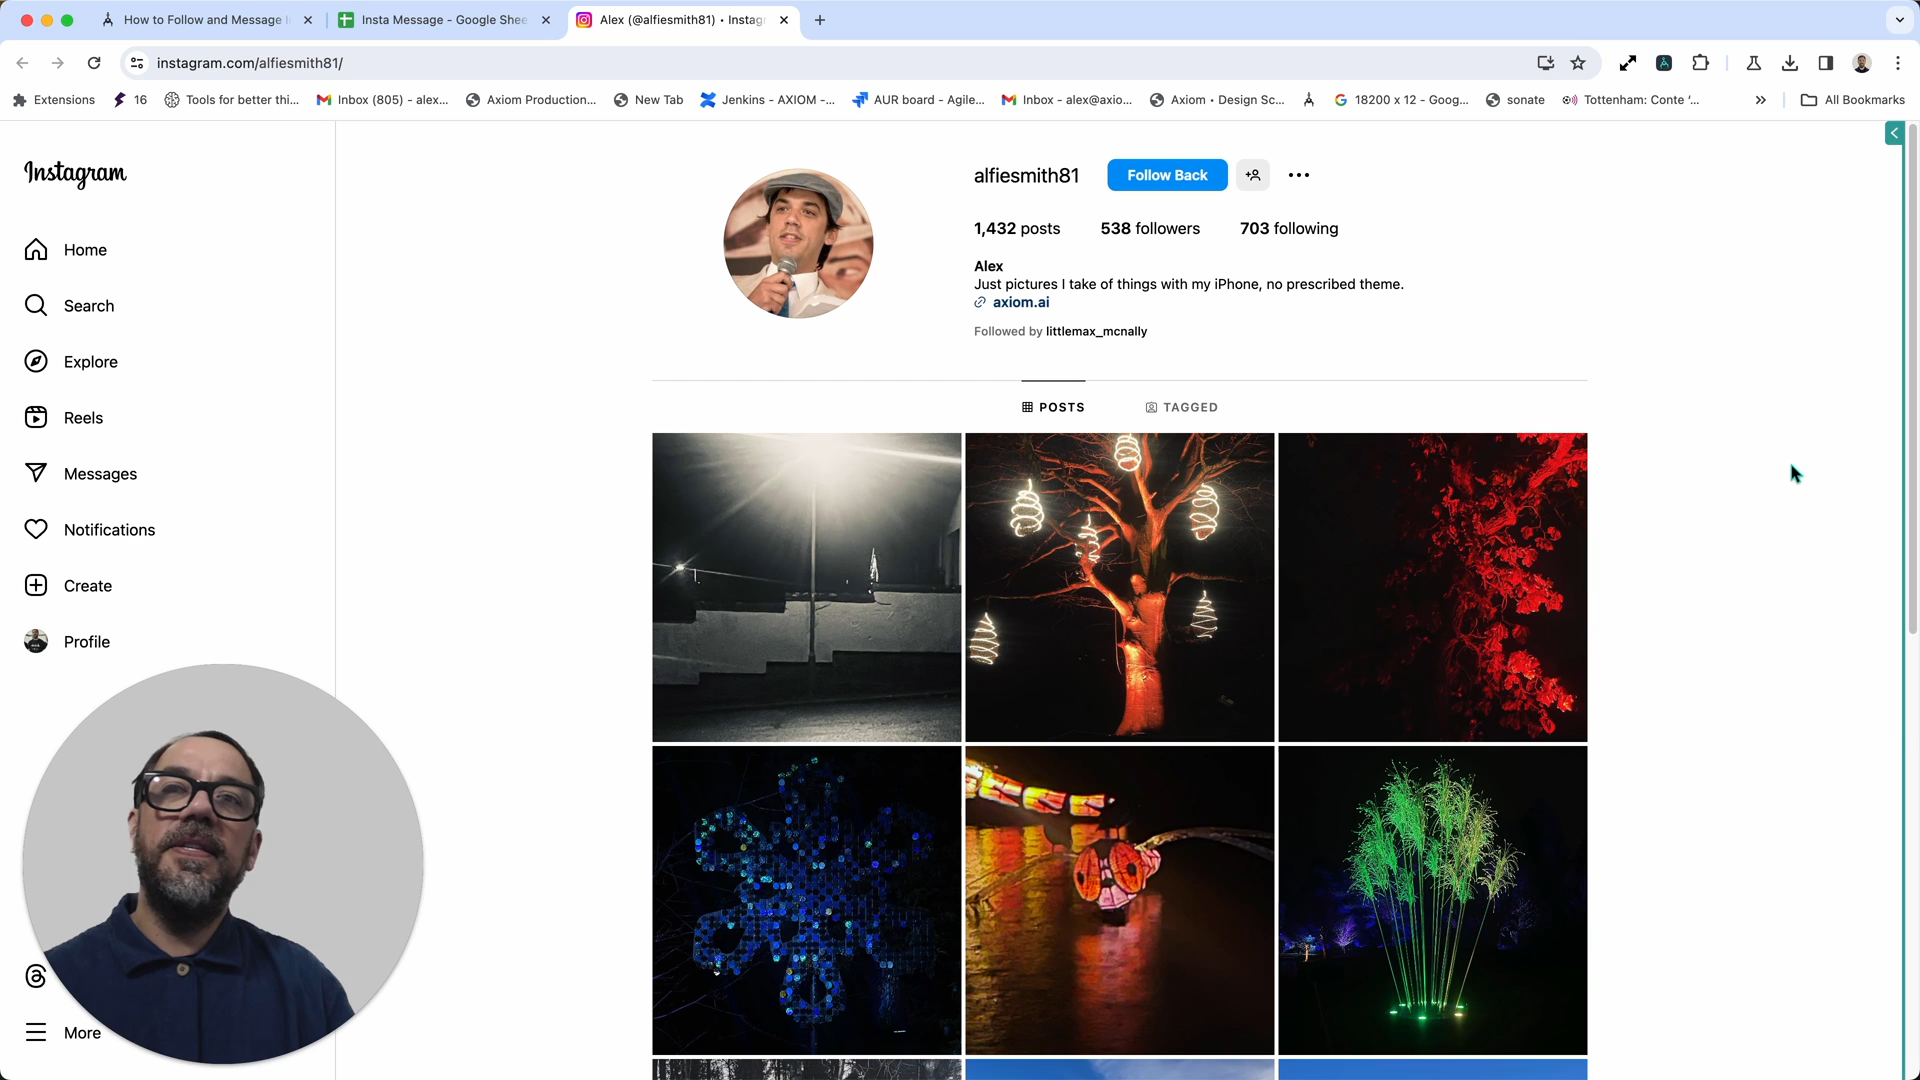 How to Follow and Message I
Insta Message - Google Shee
Alex (@alfiesmith81) • Instag
instagram.com/alfiesmith81/
Extensions
16
Tools for better thi...
Inbox (805) - alex...
Axiom Production...
New Tab
Jenkins - AXIOM -...
AUR board - Agile...
Inbox - alex@axio...
Axiom • Design Sc...
18200 x 12 - Goog...
sonate
Tottenham: Conte '...
All Bookmarks
Instagram
Home
Search
Explore
Reels
Messages
Notifications
Create
Profile
More
alfiesmith81
Follow Back
1,432 posts
538 followers
703 following
Alex
Just pictures I take of things with my iPhone, no prescribed theme.
axiom.ai
Followed by littlemax_mcnally
POSTS
TAGGED